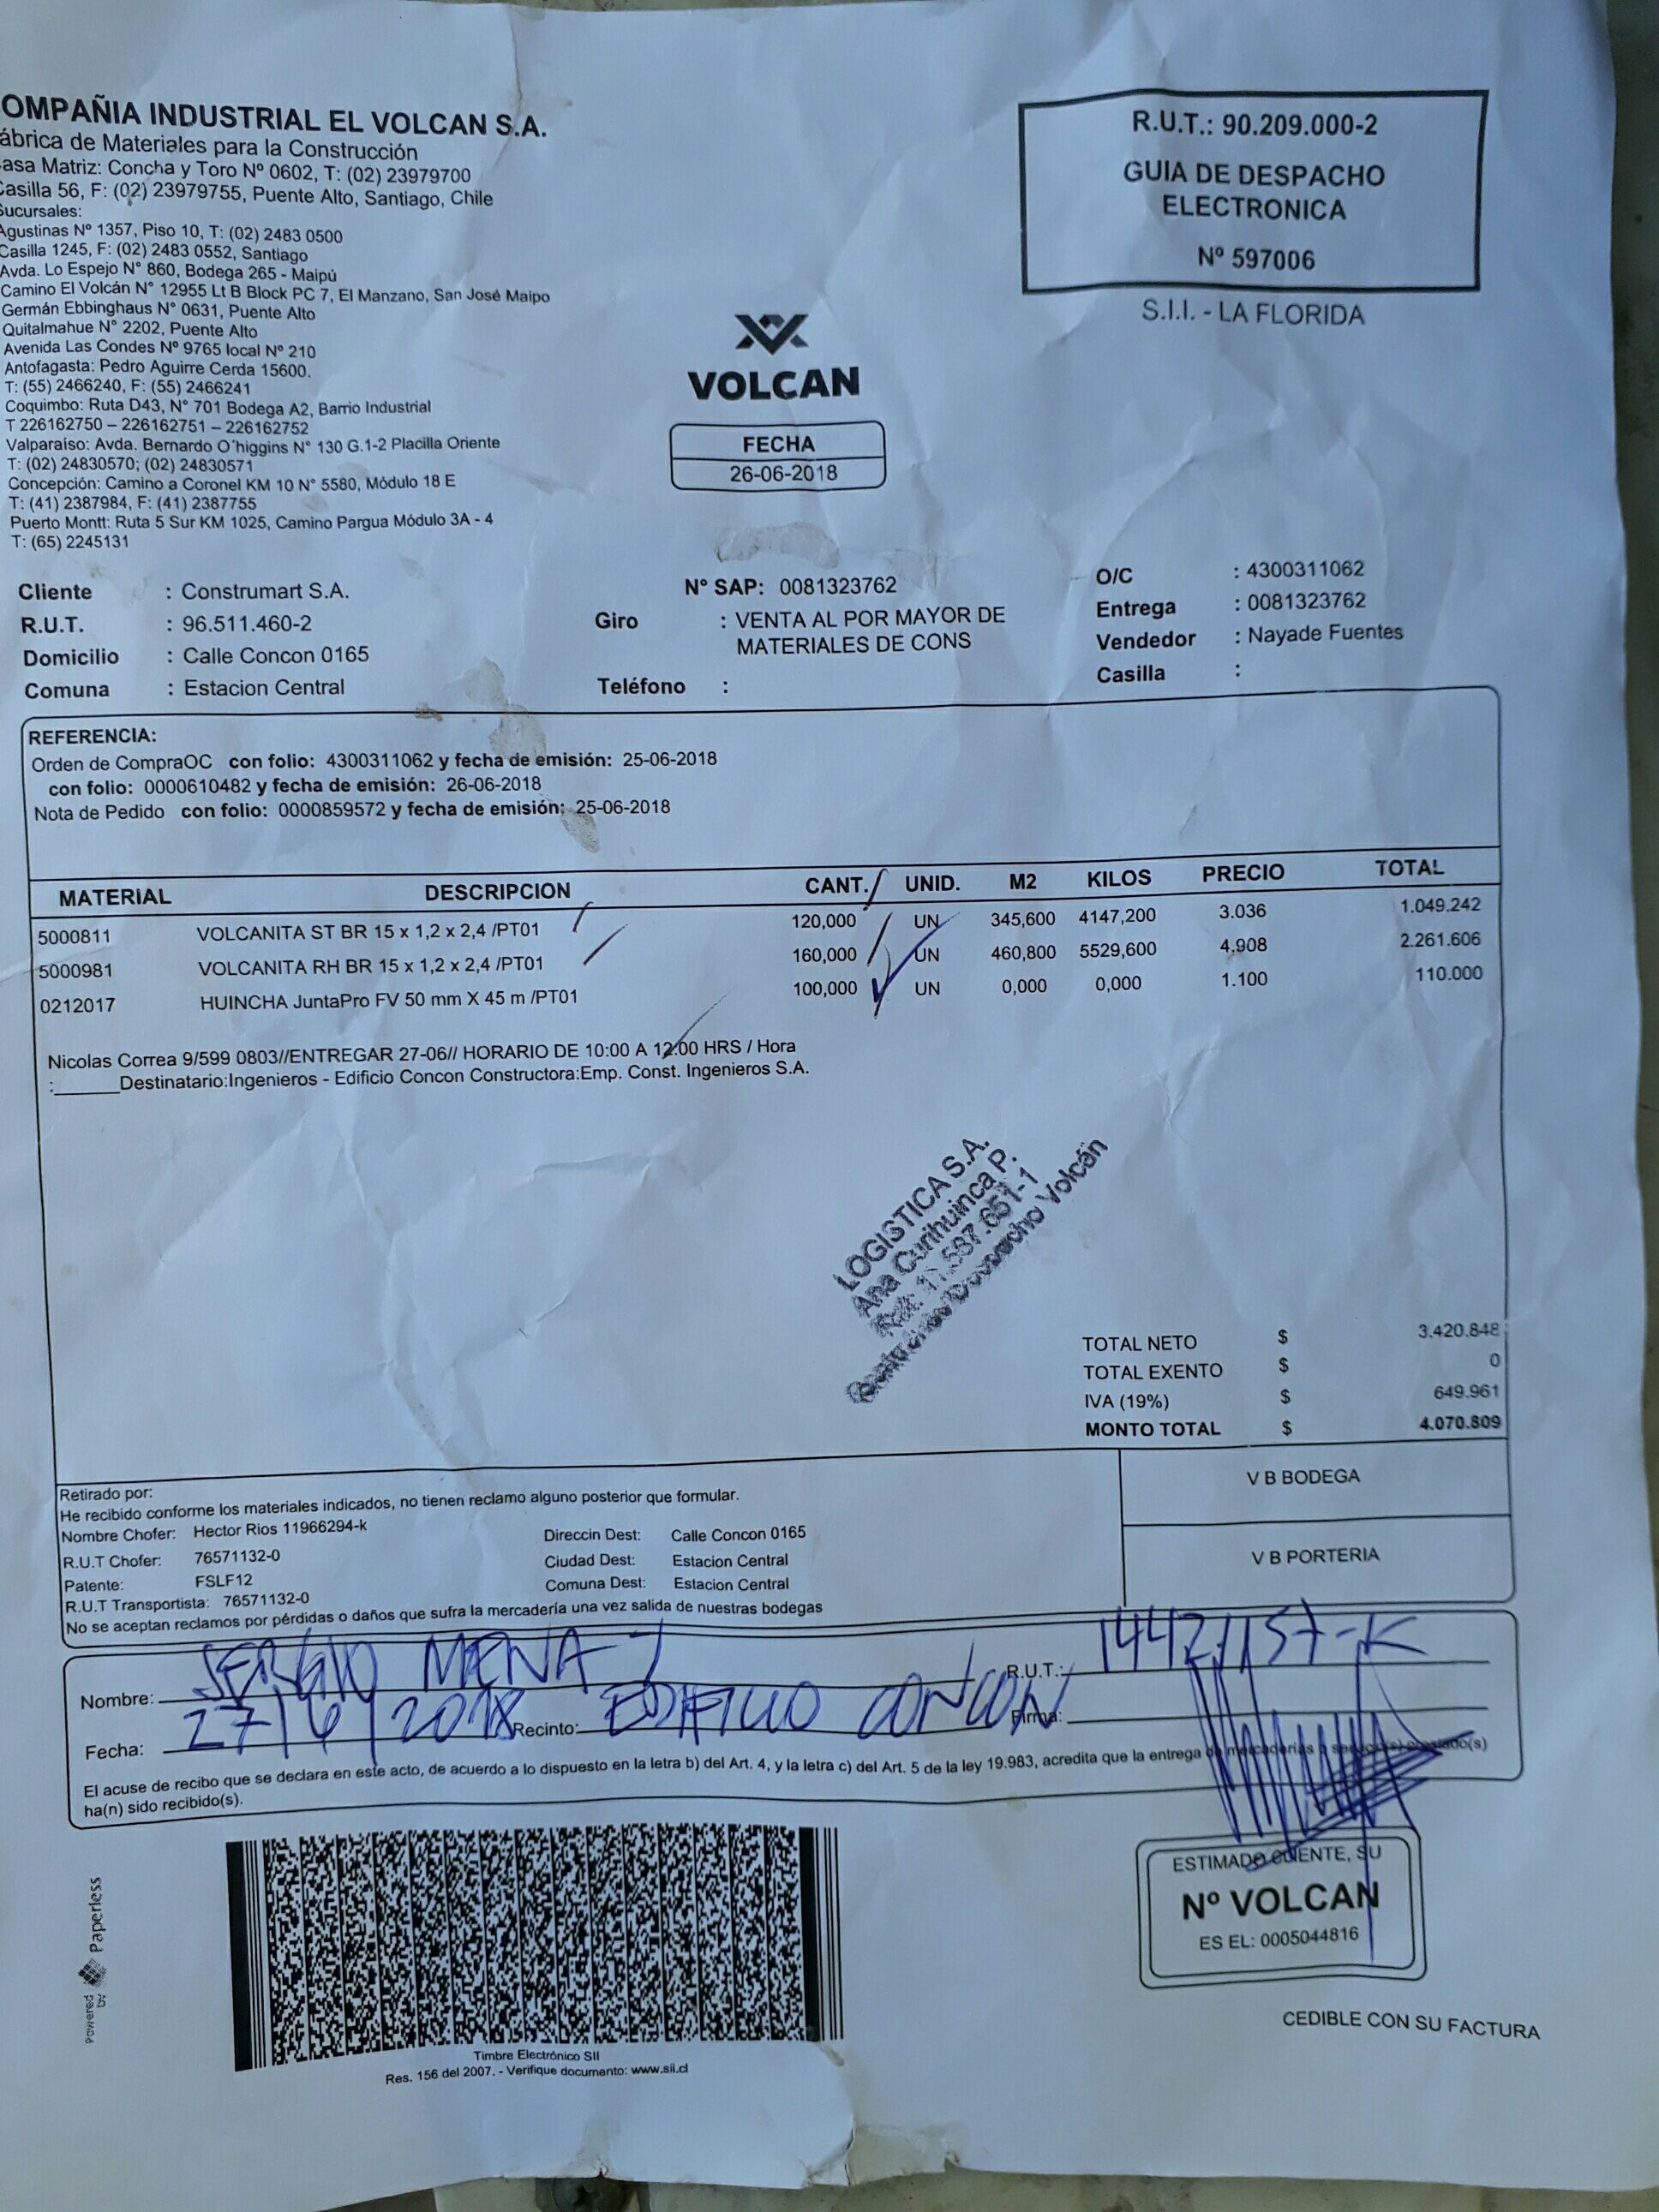 OMPAÑIA INDUSTRIAL EL VOLCAN S.A.
ábrica de Materiales para la Construcción
asa Matriz: Concha y Toro Nº 0602, T: (02) 23979700
Casilla 56, F: (02) 23979755, Puente Alto, Santiago, Chile
Sucursales:
Agustinas Nº 1357, Piso 10, T: (02) 2483 0500
Casilla 1245, F: (02) 2483 0552, Santiago
Avda. Lo Espejo N° 860, Bodega 265 - Maipú
Camino El Volcán N° 12955 Lt B Block PC 7, El Manzano, San José Maipo
Germán Ebbinghaus N° 0631, Puente Alto
Quitalmahue N° 2202, Puente Alto
Avenida Las Condes Nº 9765 local Nº 210
Antofagasta: Pedro Aguirre Cerda 15600.
T: (55) 2466240, F: (55) 2466241
Coquimbo: Ruta D43, N° 701 Bodega A2, Barrio Industrial
T 226162750 – 226162751 – 226162752
Valparaíso: Avda. Bernardo O´higgins N° 130 G.1-2 Placilla Oriente
T: (02) 24830570; (02) 24830571
Concepción: Camino a Coronel KM 10 N° 5580, Módulo 18 E
T: (41) 2387984, F: (41) 2387755
Puerto Montt: Ruta 5 Sur KM 1025, Camino Pargua Módulo 3A - 4
T: (65) 2245131
R.U.T.: 90.209.000-2
GUIA DE DESPACHO
ELECTRONICA
Nº 597006
S.I.I. - LA FLORIDA
VOLCAN
FECHA
26-06-2018
Cliente : Construmart S.A.
R.U.T. : 96.511.460-2
Domicilio : Calle Concon 0165
Comuna : Estacion Central
N° SAP: 0081323762
Giro : VENTA AL POR MAYOR DE
MATERIALES DE CONS
Teléfono :
O/C : 4300311062
Entrega : 0081323762
Vendedor : Nayade Fuentes
Casilla :
REFERENCIA:
Orden de CompraOC con folio: 4300311062 y fecha de emisión: 25-06-2018
con folio: 0000610482 y fecha de emisión: 26-06-2018
Nota de Pedido con folio: 0000859572 y fecha de emisión: 25-06-2018
MATERIAL DESCRIPCION CANT. UNID. M2 KILOS PRECIO TOTAL
5000811 VOLCANITA ST BR 15 x 1,2 x 2,4 /PT01 120,000 UN 345,600 4147,200 3.036 1.049.242
5000981 VOLCANITA RH BR 15 x 1,2 x 2,4 /PT01 160,000 UN 460,800 5529,600 4.908 2.261.606
0212017 HUINCHA JuntaPro FV 50 mm X 45 m /PT01 100,000 UN 0,000 0,000 1.100 110.000
Nicolas Correa 9/599 0803//ENTREGAR 27-06// HORARIO DE 10:00 A 12:00 HRS / Hora
:______Destinatario:Ingenieros - Edificio Concon Constructora:Emp. Const. Ingenieros S.A.
LOGISTICA S.A.
Ana Curihuinca P.
Despacho Volcán
TOTAL NETO $ 3.420.848
TOTAL EXENTO $ 0
IVA (19%) $ 649.961
MONTO TOTAL $ 4.070.809
Retirado por:
He recibido conforme los materiales indicados, no tienen reclamo alguno posterior que formular.
Nombre Chofer: Hector Rios 11966294-k
R.U.T Chofer: 76571132-0
Patente: FSLF12
R.U.T Transportista: 76571132-0
Direccin Dest: Calle Concon 0165
Ciudad Dest: Estacion Central
Comuna Dest: Estacion Central
No se aceptan reclamos por pérdidas o daños que sufra la mercadería una vez salida de nuestras bodegas
V B BODEGA
V B PORTERIA
Nombre: SERGIO MENA J R.U.T.: 14421157-K
Fecha: 27/6/2018 Recinto: EDIFICIO CONCON Firma:
El acuse de recibo que se declara en este acto, de acuerdo a lo dispuesto en la letra b) del Art. 4, y la letra c) del Art. 5 de la ley 19.983, acredita que la entrega de mercaderías o servicio(s) prestado(s)
ha(n) sido recibido(s).
Powered by Paperless
Timbre Electrónico SII
Res. 156 del 2007. - Verifique documento: www.sii.cl
ESTIMADO CLIENTE, SU
Nº VOLCAN
ES EL: 0005044816
CEDIBLE CON SU FACTURA